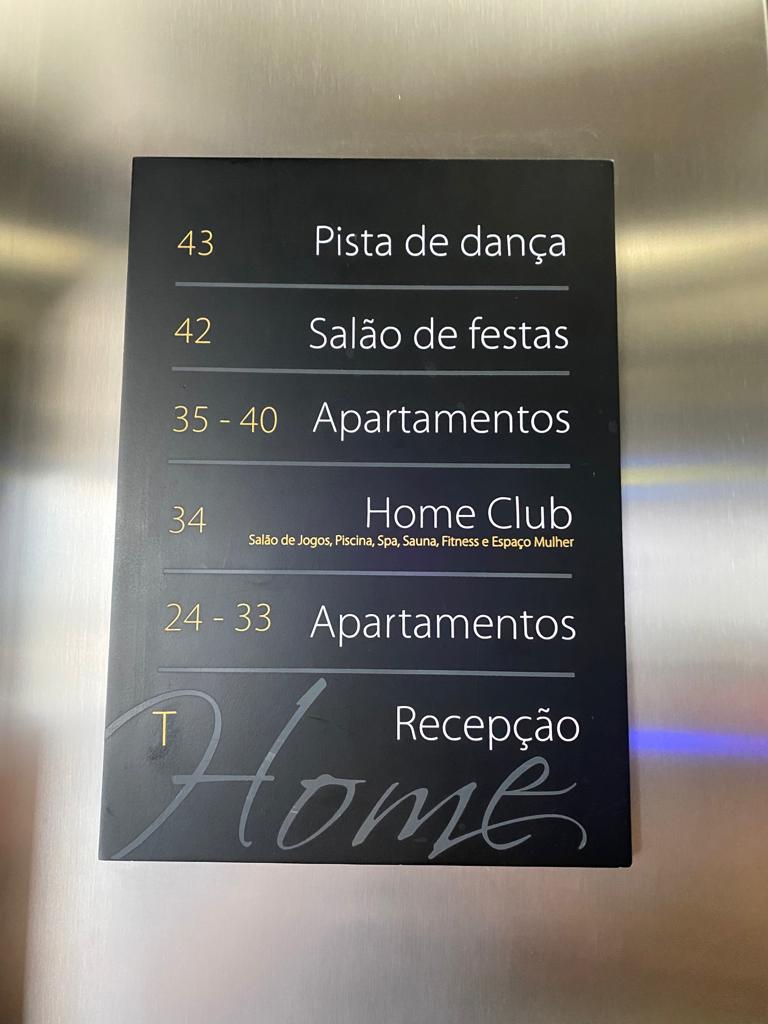 43 Pista de dança
42 Salão de festas
35 - 40 Apartamentos
34 Home Club
Salão de Jogos, Piscina, Spa, Sauna, Fitness e Espaço Mulher
24 - 33 Apartamentos
T Recepção
Home